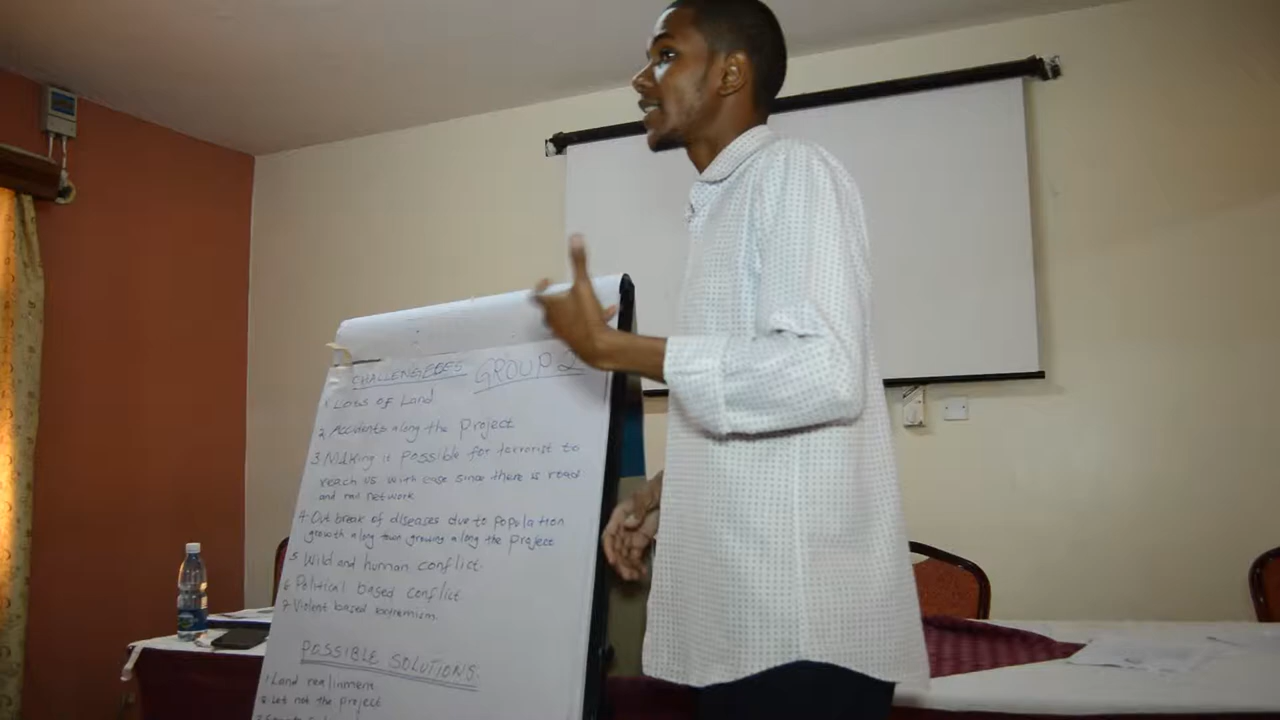 CHALLENGEGES GROUP 2
1 Loss of Land
2 Accidents along the project
3 Making it possible for terrorist to
reach us with ease since there is road
and rail network
4. Out break of diseases due to population
growth along town growing along the project
5 Wild and human conflict.
6 Political based conflict
7 Violent based extremism.
POSSIBLE SOLUTIONS.
1 Land realinment
2 Let not the project